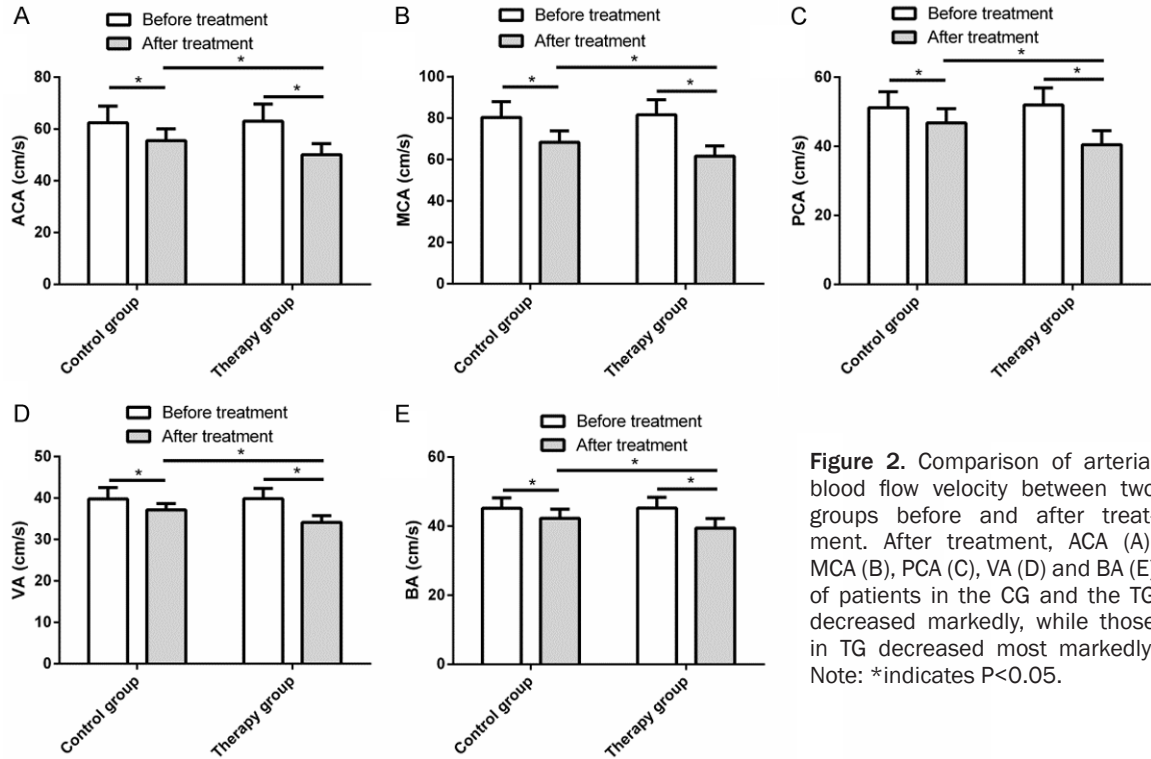 A
Before treatment
After treatment
*
*
*
80
60
40
20
0
ACA (cm/s)
Control group
Therapy group
B
Before treatment
After treatment
*
*
*
100
80
60
40
20
0
MCA (cm/s)
Control group
Therapy group
C
Before treatment
After treatment
*
*
*
60
40
20
0
PCA (cm/s)
Control group
Therapy group
D
Before treatment
After treatment
*
*
*
50
40
30
20
10
0
VA (cm/s)
Control group
Therapy group
E
Before treatment
After treatment
*
*
*
60
40
20
0
BA (cm/s)
Control group
Therapy group
Figure 2. Comparison of arterial
blood flow velocity between two
groups before and after treat-
ment. After treatment, ACA (A),
MCA (B), PCA (C), VA (D) and BA (E)
of patients in the CG and the TG
decreased markedly, while those
in TG decreased most markedly.
Note: *indicates P<0.05.